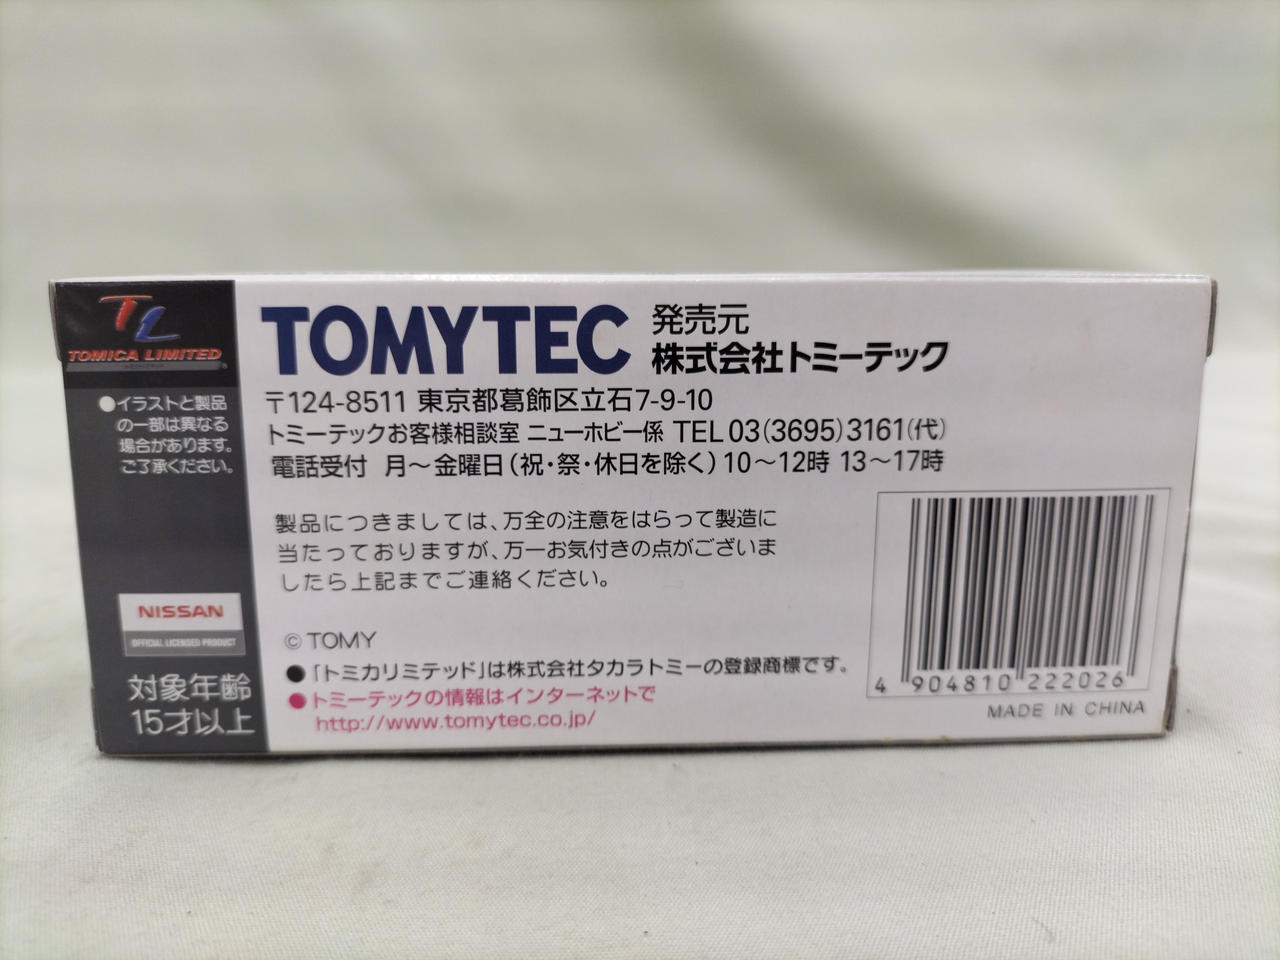 TL
TOMICA LIMITED
●イラストと製品
の一部は異なる
場合があります。
ご了承ください。
NISSAN
OFFICIAL LICENSED PRODUCT
対象年齢
15才以上
TOMYTEC
発売元
株式会社トミーテック
〒124-8511 東京都葛飾区立石7-9-10
トミーテックお客様相談室 ニューホビー係 TEL 03(3695)3161(代)
電話受付 月〜金曜日(祝・祭・休日を除く)10〜12時 13〜17時
製品につきましては、万全の注意をはらって製造に
当たっておりますが、万一お気付きの点がございま
したら上記までご連絡ください。
© TOMY
●「トミカリミテッド」は株式会社タカラトミーの登録商標です。
●トミーテックの情報はインターネットで
http://www.tomytec.co.jp/
4 904810 222026
MADE IN CHINA